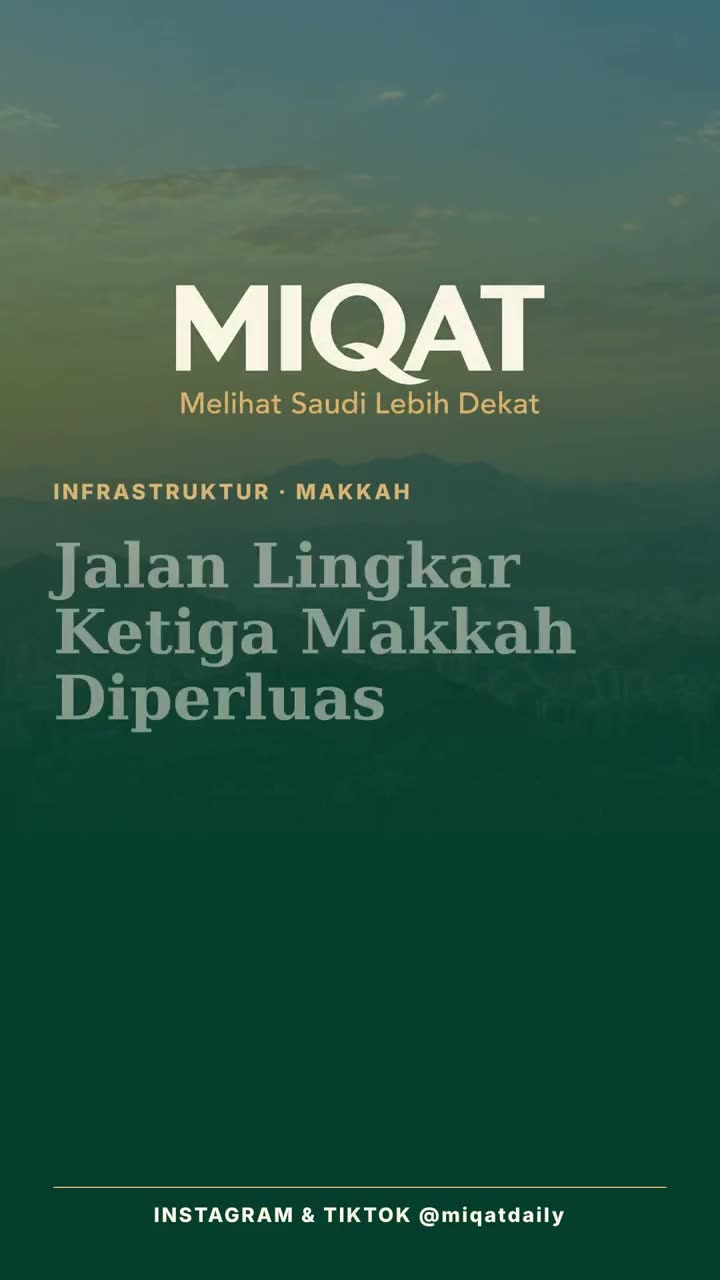 MIQAT
Melihat Saudi Lebih Dekat
INFRASTRUKTUR · MAKKAH
Jalan Lingkar
Ketiga Makkah
Diperluas
INSTAGRAM & TIKTOK @miqatdaily